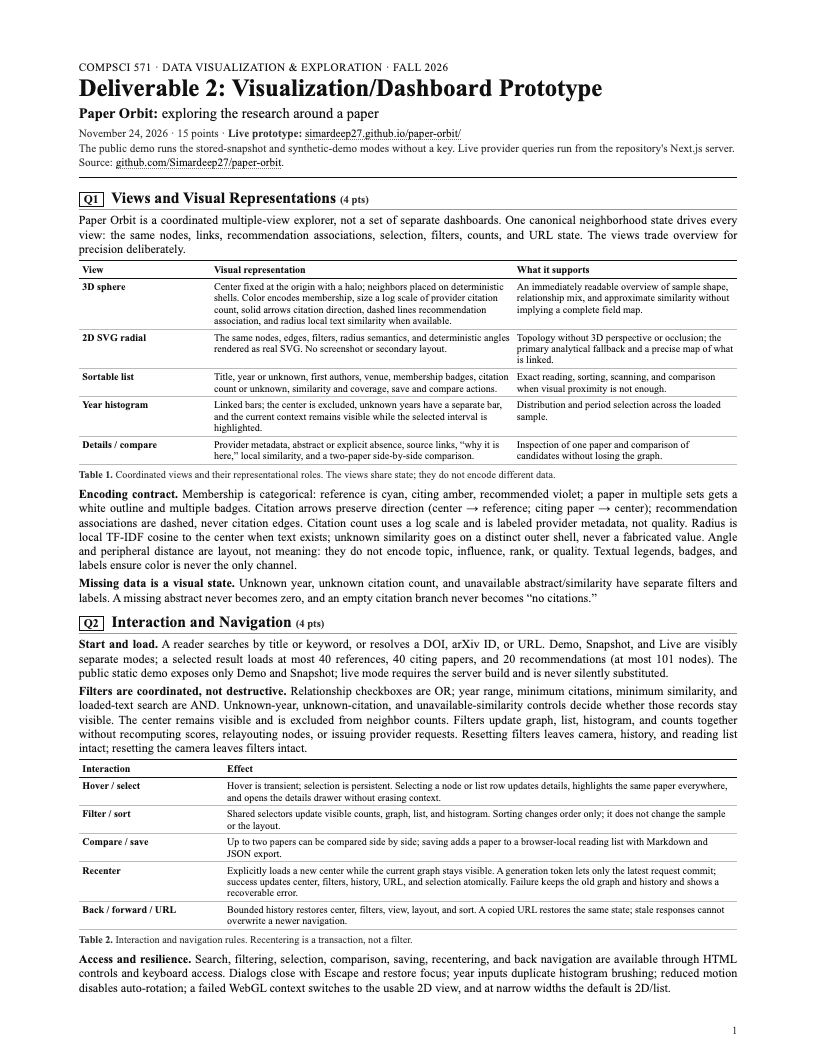 COMPSCI 571 · DATA VISUALIZATION & EXPLORATION · FALL 2026
Deliverable 2: Visualization/Dashboard Prototype
Paper Orbit: exploring the research around a paper
November 24, 2026 · 15 points · Live prototype: simardeep27.github.io/paper-orbit/
The public demo runs the stored-snapshot and synthetic-demo modes without a key. Live provider queries run from the repository's Next.js server.
Source: github.com/Simardeep27/paper-orbit.
Q1 Views and Visual Representations (4 pts)
Paper Orbit is a coordinated multiple-view explorer, not a set of separate dashboards. One canonical neighborhood state drives every
view: the same nodes, links, recommendation associations, selection, filters, counts, and URL state. The views trade overview for
precision deliberately.
View Visual representation What it supports
3D sphere Center fixed at the origin with a halo; neighbors placed on deterministic An immediately readable overview of sample shape,
shells. Color encodes membership, size a log scale of provider citation relationship mix, and approximate similarity without
count, solid arrows citation direction, dashed lines recommendation implying a complete field map.
association, and radius local text similarity when available.
2D SVG radial The same nodes, edges, filters, radius semantics, and deterministic angles Topology without 3D perspective or occlusion; the
rendered as real SVG. No screenshot or secondary layout. primary analytical fallback and a precise map of what
is linked.
Sortable list Title, year or unknown, first authors, venue, membership badges, citation Exact reading, sorting, scanning, and comparison
count or unknown, similarity and coverage, save and compare actions. when visual proximity is not enough.
Year histogram Linked bars; the center is excluded, unknown years have a separate bar, Distribution and period selection across the loaded
and the current context remains visible while the selected interval is sample.
highlighted.
Details / compare Provider metadata, abstract or explicit absence, source links, “why it is Inspection of one paper and comparison of
here,” local similarity, and a two-paper side-by-side comparison. candidates without losing the graph.
Table 1. Coordinated views and their representational roles. The views share state; they do not encode different data.
Encoding contract. Membership is categorical: reference is cyan, citing amber, recommended violet; a paper in multiple sets gets a
white outline and multiple badges. Citation arrows preserve direction (center → reference; citing paper → center); recommendation
associations are dashed, never citation edges. Citation count uses a log scale and is labeled provider metadata, not quality. Radius is
local TF-IDF cosine to the center when text exists; unknown similarity goes on a distinct outer shell, never a fabricated value. Angle
and peripheral distance are layout, not meaning: they do not encode topic, influence, rank, or quality. Textual legends, badges, and
labels ensure color is never the only channel.
Missing data is a visual state. Unknown year, unknown citation count, and unavailable abstract/similarity have separate filters and
labels. A missing abstract never becomes zero, and an empty citation branch never becomes “no citations.”
Q2 Interaction and Navigation (4 pts)
Start and load. A reader searches by title or keyword, or resolves a DOI, arXiv ID, or URL. Demo, Snapshot, and Live are visibly
separate modes; a selected result loads at most 40 references, 40 citing papers, and 20 recommendations (at most 101 nodes). The
public static demo exposes only Demo and Snapshot; live mode requires the server build and is never silently substituted.
Filters are coordinated, not destructive. Relationship checkboxes are OR; year range, minimum citations, minimum similarity, and
loaded-text search are AND. Unknown-year, unknown-citation, and unavailable-similarity controls decide whether those records stay
visible. The center remains visible and is excluded from neighbor counts. Filters update graph, list, histogram, and counts together
without recomputing scores, relayouting nodes, or issuing provider requests. Resetting filters leaves camera, history, and reading list
intact; resetting the camera leaves filters intact.
Interaction Effect
Hover / select Hover is transient; selection is persistent. Selecting a node or list row updates details, highlights the same paper everywhere,
and opens the details drawer without erasing context.
Filter / sort Shared selectors update visible counts, graph, list, and histogram. Sorting changes order only; it does not change the sample
or the layout.
Compare / save Up to two papers can be compared side by side; saving adds a paper to a browser-local reading list with Markdown and
JSON export.
Recenter Explicitly loads a new center while the current graph stays visible. A generation token lets only the latest request commit;
success updates center, filters, history, URL, and selection atomically. Failure keeps the old graph and history and shows a
recoverable error.
Back / forward / URL Bounded history restores center, filters, view, layout, and sort. A copied URL restores the same state; stale responses cannot
overwrite a newer navigation.
Table 2. Interaction and navigation rules. Recentering is a transaction, not a filter.
Access and resilience. Search, filtering, selection, comparison, saving, recentering, and back navigation are available through HTML
controls and keyboard access. Dialogs close with Escape and restore focus; year inputs duplicate histogram brushing; reduced motion
disables auto-rotation; a failed WebGL context switches to the usable 2D view, and at narrow widths the default is 2D/list.
1